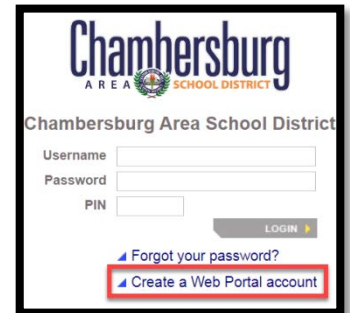 Chambersburg
AREA SCHOOL DISTRICT
Chambersburg Area School District
Username
Password
PIN
LOGIN
Forgot your password?
Create a Web Portal account